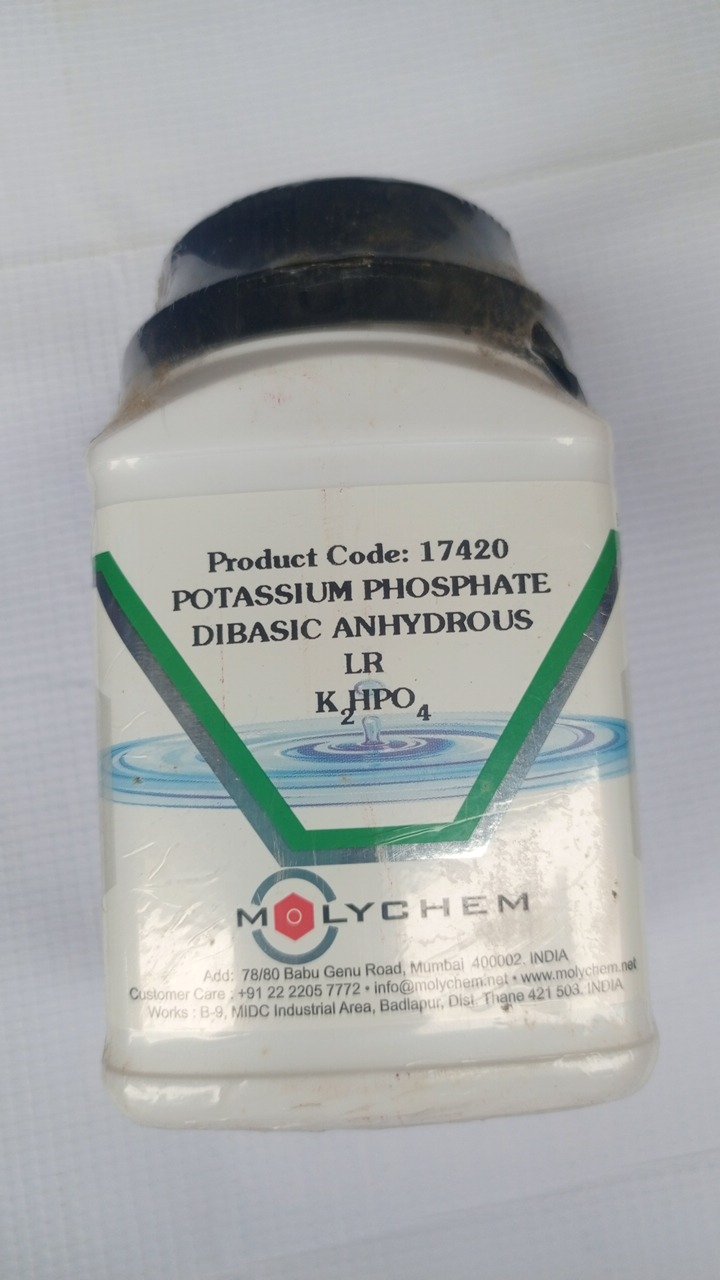 Product Code: 17420
POTASSIUM PHOSPHATE
DIBASIC ANHYDROUS
LR
K₂HPO₄
MOLYCHEM
Add: 78/80 Babu Genu Road, Mumbai 400002. INDIA
Customer Care : +91 22 2205 7772 • info@molychem.net • www.molychem.net
Works : B-9, MIDC Industrial Area, Badlapur, Dist. Thane 421 503. INDIA